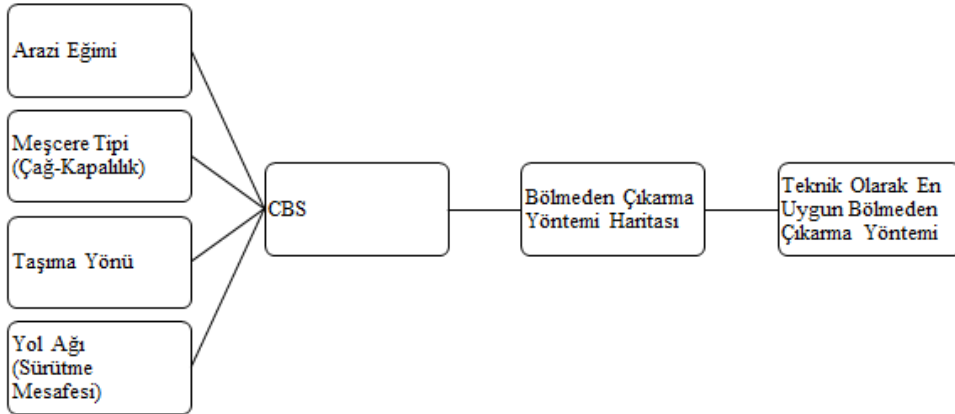 Arazi Eğimi
Meşcere Tipi
(Çağ-Kapalılık)
Taşıma Yönü
Yol Ağı
(Sürütme
Mesafesi)
CBS
Bölmeden Çıkarma
Yöntemi Haritası
Teknik Olarak En
Uygun Bölmeden
Çıkarma Yöntemi